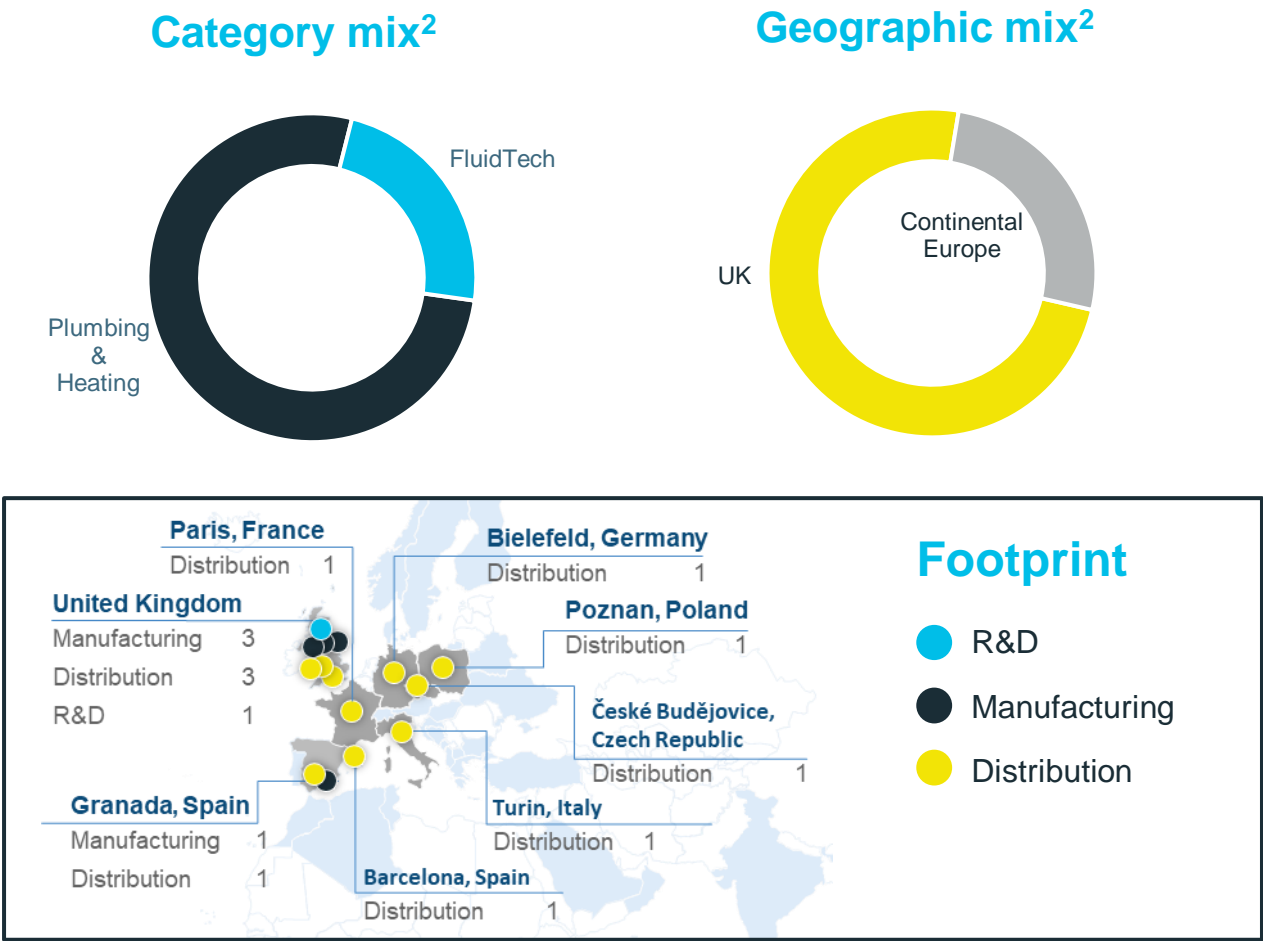 Category mix2
Geographic mix2
FluidTech
Plumbing
&
Heating
UK
Continental
Europe
Paris, France
Distribution 1
Bielefeld, Germany
Distribution 1
United Kingdom
Manufacturing 3
Distribution 3
R&D 1
Poznan, Poland
Distribution 1
České Budějovice,
Czech Republic
Distribution 1
Granada, Spain
Manufacturing 1
Distribution 1
Turin, Italy
Distribution 1
Barcelona, Spain
Distribution 1
Footprint
R&D
Manufacturing
Distribution